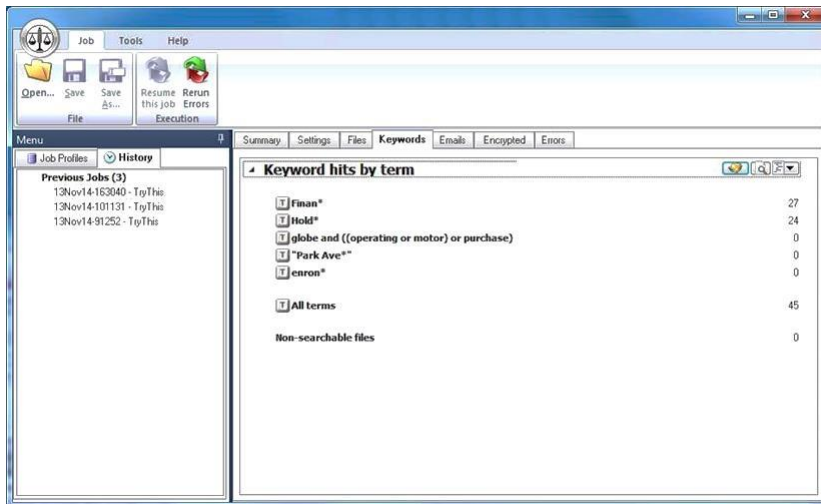 Job Tools Help
Open... Save Save As... Resume this job Rerun Errors
File Execution
Menu
Job Profiles History
Previous Jobs (3)
13Nov14-163040 - TryThis
13Nov14-101131 - TryThis
13Nov14-91252 - TryThis
Summary Settings Files Keywords Emails Encrypted Errors
Keyword hits by term
T Finan* 27
T Hold* 24
T globe and ((operating or motor) or purchase) 0
T "Park Ave*" 0
T enron* 0
T All terms 45
Non-searchable files 0